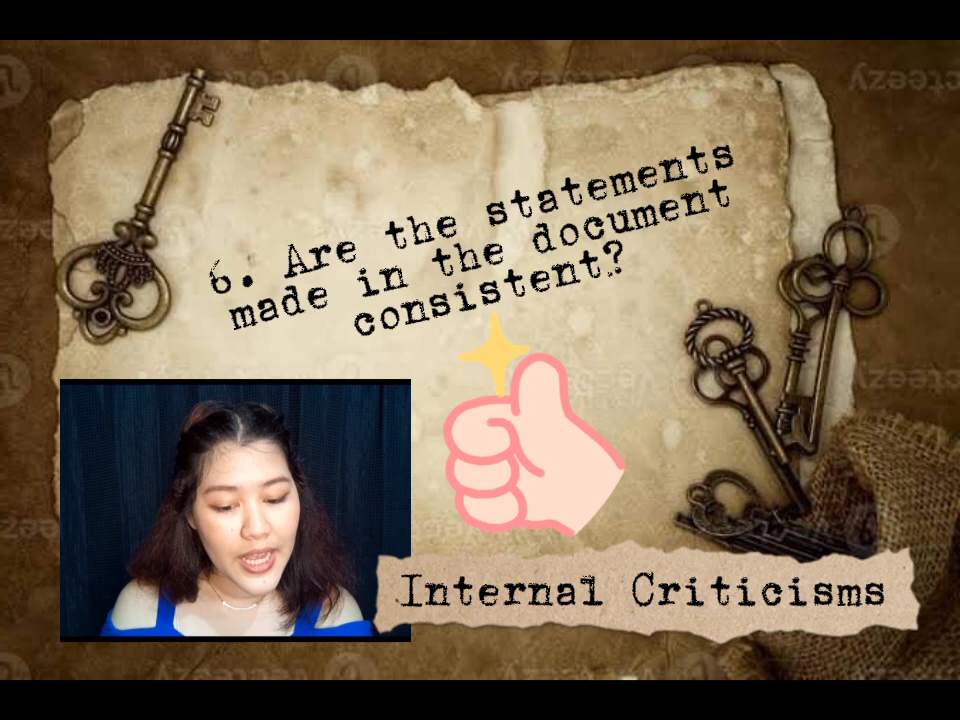 6. Are the statements
made in the document
consistent?
Internal Criticisms